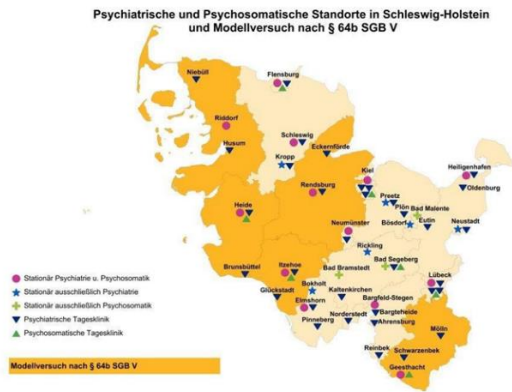 Psychiatrische und Psychosomatische Standorte in Schleswig-Holstein
und Modellversuch nach § 64b SGB V
Niebüll
Flensburg
Riddorf
Husum
Schleswig
Kropp
Eckernförde
Kiel
Heiligenhafen
Oldenburg
Rendsburg
Preetz
Plön
Bad Malente
Heide
Neumünster
Bösdorf
Eutin
Neustadt
Rickling
Brunsbüttel
Itzehoe
Bad Bramstedt
Bad Segeberg
Lübeck
Glückstadt
Bokholt
Kaltenkirchen
Elmshorn
Bargfeld-Stegen
Pinneberg
Norderstedt
Bargteheide
Ahrensburg
Mölln
Reinbek
Schwarzenbek
Geesthacht
Stationär Psychiatrie u. Psychosomatik
Stationär ausschließlich Psychiatrie
Stationär ausschließlich Psychosomatik
Psychiatrische Tagesklinik
Psychosomatische Tagesklinik
Modellversuch nach § 64b SGB V